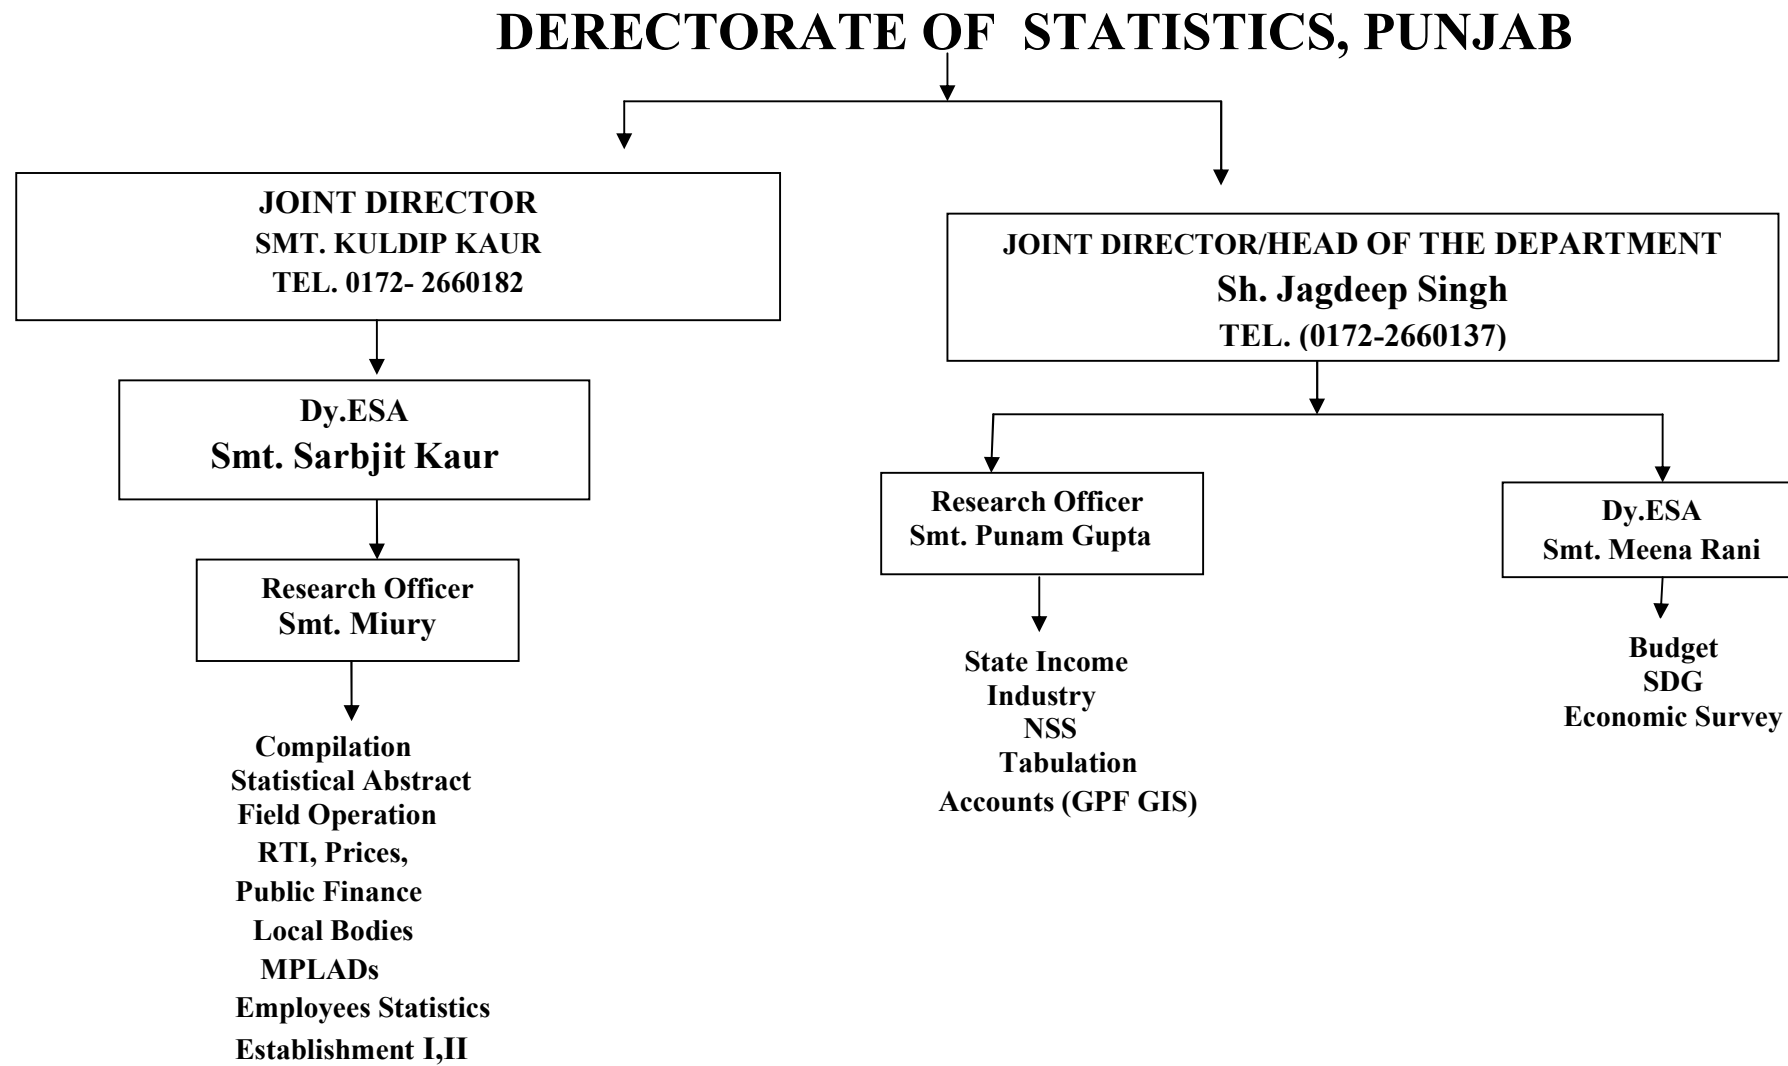 DERECTORATE OF STATISTICS, PUNJAB
JOINT DIRECTOR
SMT. KULDIP KAUR
TEL. 0172- 2660182
Dy.ESA
Smt. Sarbjit Kaur
Research Officer
Smt. Miury
Compilation
Statistical Abstract
Field Operation
RTI, Prices,
Public Finance
Local Bodies
MPLADs
Employees Statistics
Establishment I,II
JOINT DIRECTOR/HEAD OF THE DEPARTMENT
Sh. Jagdeep Singh
TEL. (0172-2660137)
Research Officer
Smt. Punam Gupta
State Income
Industry
NSS
Tabulation
Accounts (GPF GIS)
Dy.ESA
Smt. Meena Rani
Budget
SDG
Economic Survey